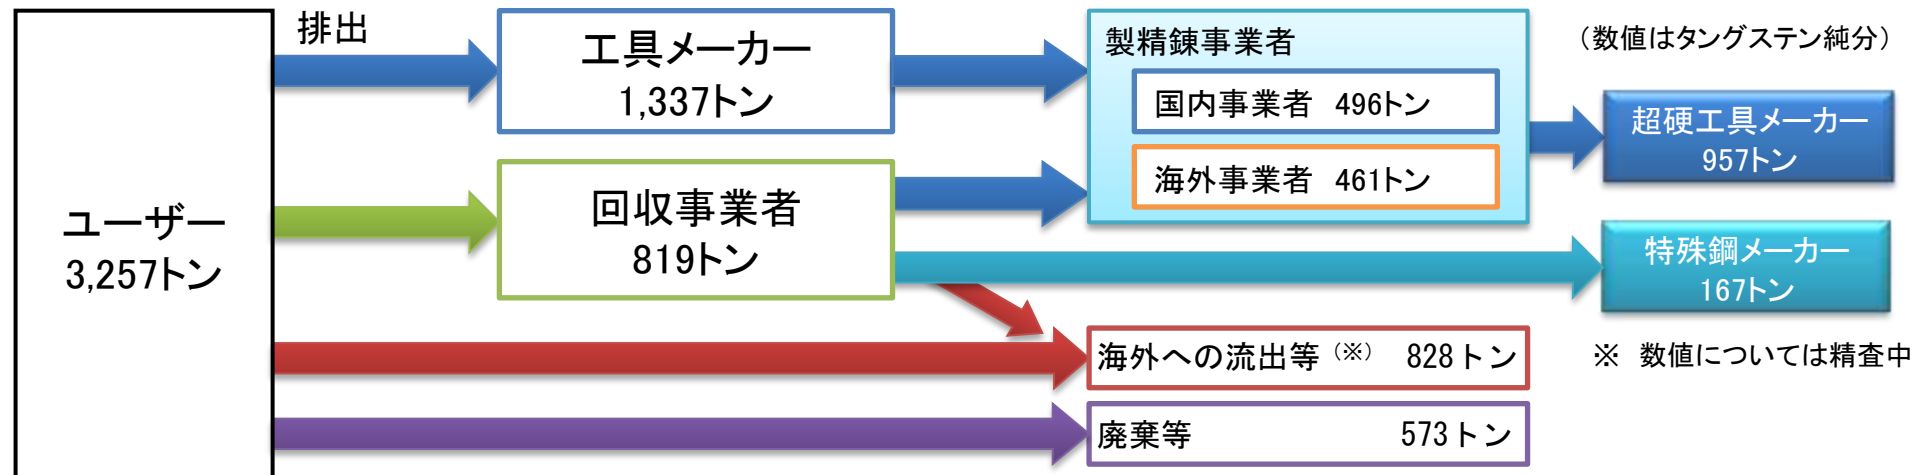 排出
工具メーカー
1,337トン
製精錬事業者
(数値はタングステン純分)
国内事業者 496トン
超硬工具メーカー
957トン
海外事業者 461トン
ユーザー
3,257トン
回収事業者
819トン
特殊鋼メーカー
167トン
海外への流出等(※) 828トン
※ 数値については精査中
廃棄等 573トン